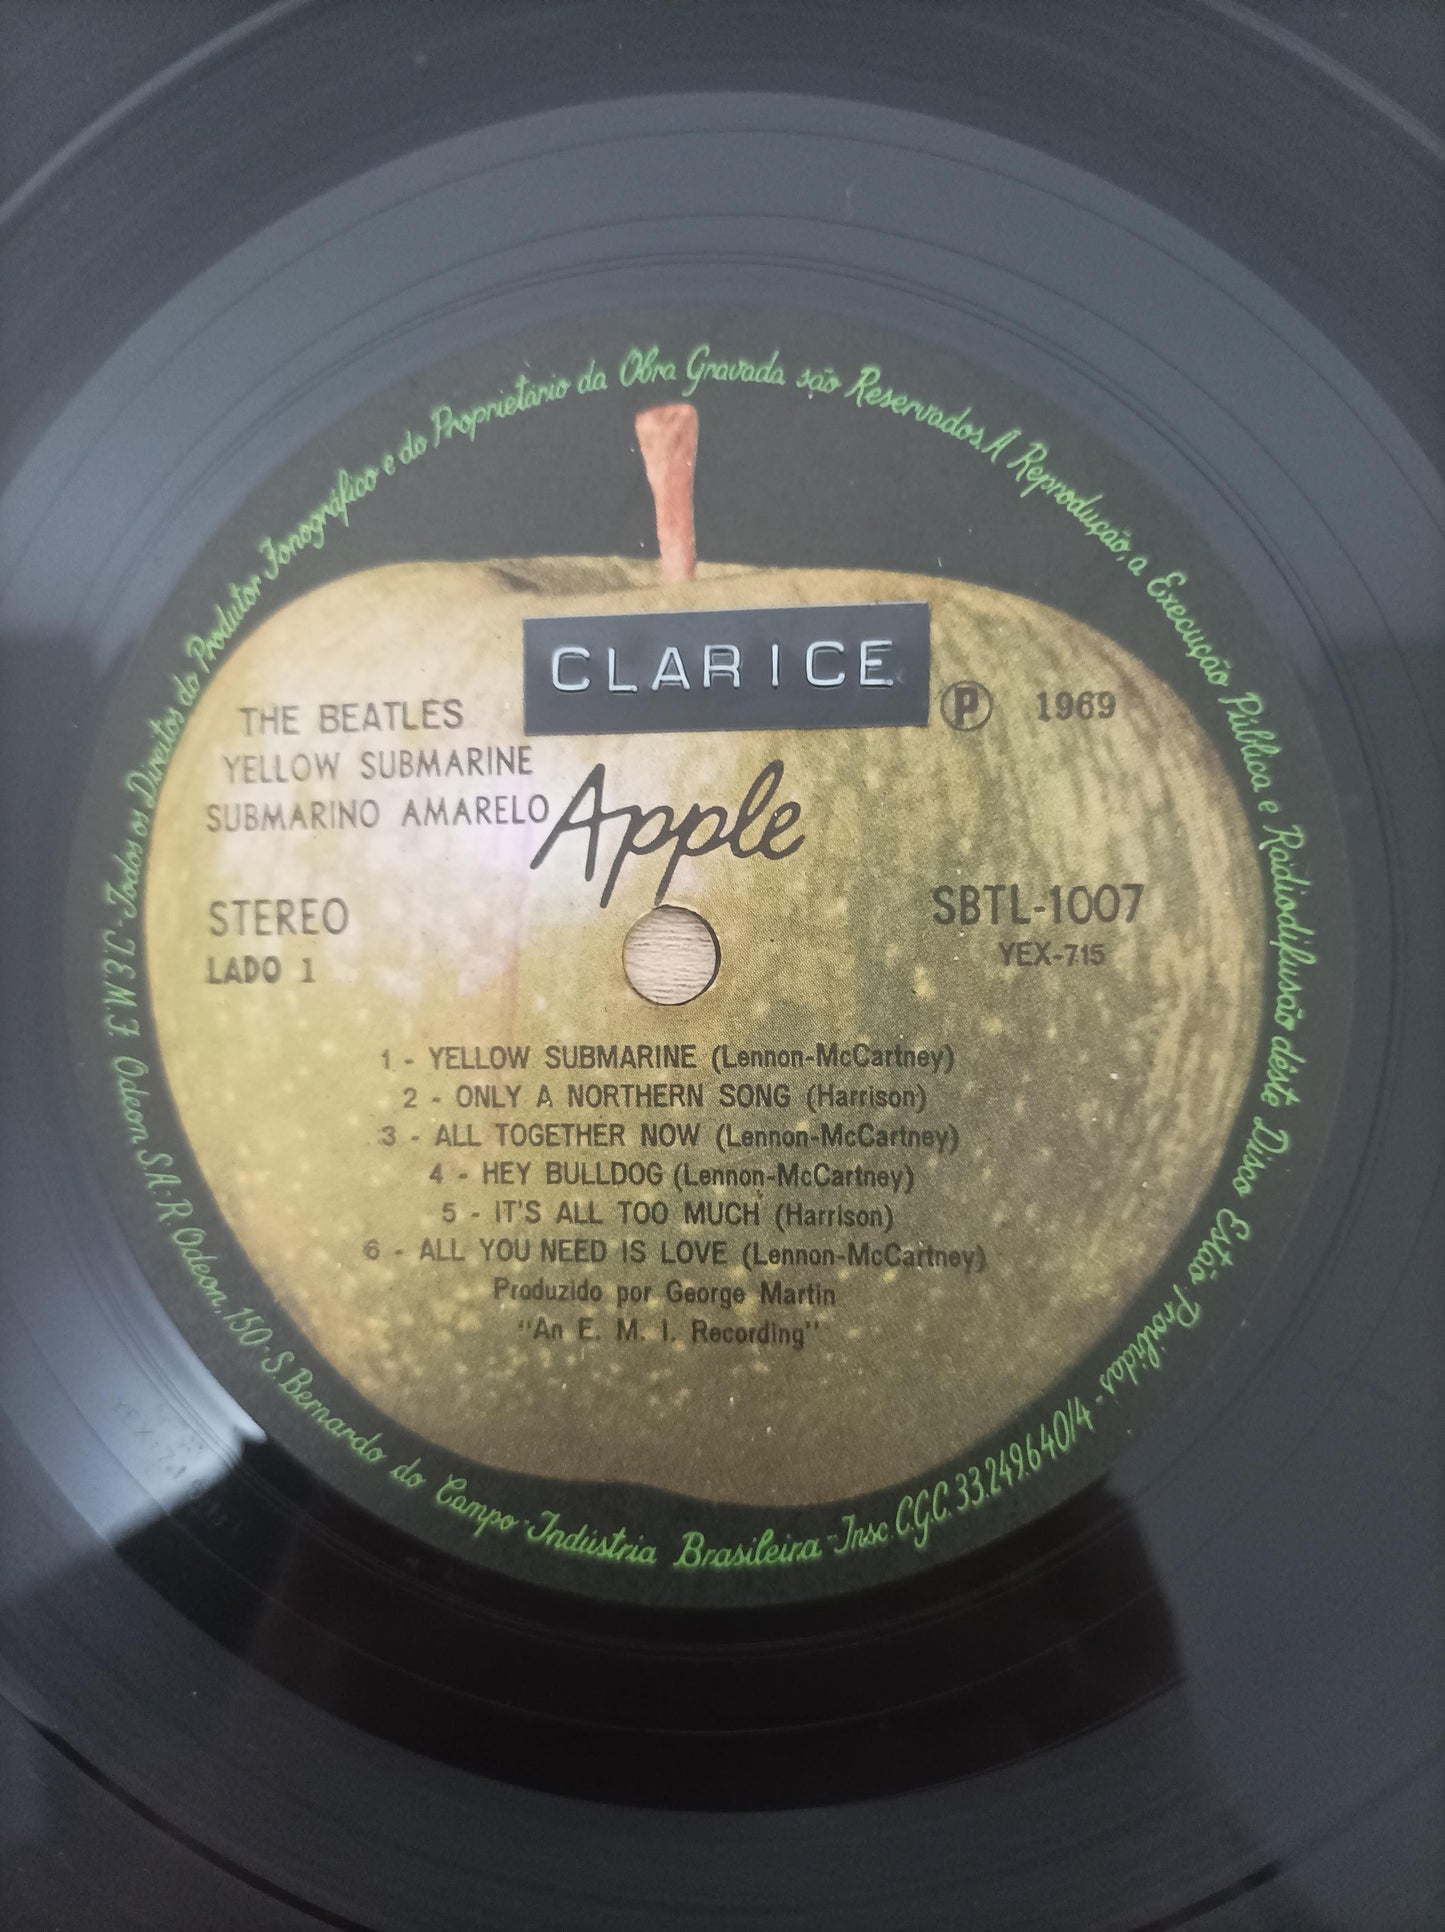 CLARICE
THE BEATLES
YELLOW SUBMARINE
SUBMARINO AMARELO
Ⓟ 1969
Apple
STEREO
LADO 1
SBTL-1007
YEX-715
1 - YELLOW SUBMARINE (Lennon-McCartney)
2 - ONLY A NORTHERN SONG (Harrison)
3 - ALL TOGETHER NOW (Lennon-McCartney)
4 - HEY BULLDOG (Lennon-McCartney)
5 - IT'S ALL TOO MUCH (Harrison)
6 - ALL YOU NEED IS LOVE (Lennon-McCartney)
Produzido por George Martin
"An E. M. I. Recording"
Todos os Direitos do Produtor Fonográfico e do Proprietário da Obra Gravada são Reservados. A Reprodução, a Execução Pública e Radiodifusão dêste Disco Estão Proibidas - Insc. C.G.C. 33.249.640/4 - Indústria Brasileira - S. Bernardo do Campo - R. Odeon, 150 - Odeon S.A.